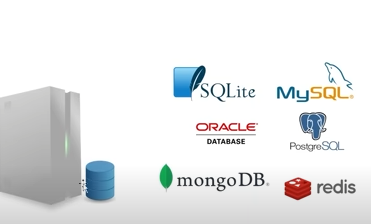 SQLite
MySQL®
ORACLE
DATABASE
PostgreSQL
mongoDB®
redis